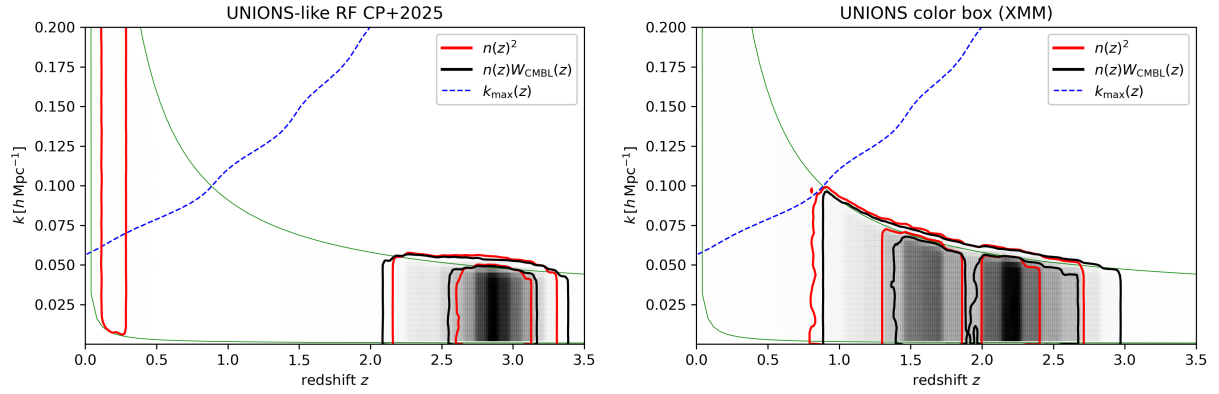 UNIONS-like RF CP+2025
0.200
0.175
0.150
0.125
0.100
0.075
0.050
0.025
k [h Mpc⁻¹]
n(z)²
n(z)W_CMBL(z)
k_max(z)
0.0 0.5 1.0 1.5 2.0 2.5 3.0 3.5
redshift z
UNIONS color box (XMM)
0.200
0.175
0.150
0.125
0.100
0.075
0.050
0.025
k [h Mpc⁻¹]
n(z)²
n(z)W_CMBL(z)
k_max(z)
0.0 0.5 1.0 1.5 2.0 2.5 3.0 3.5
redshift z